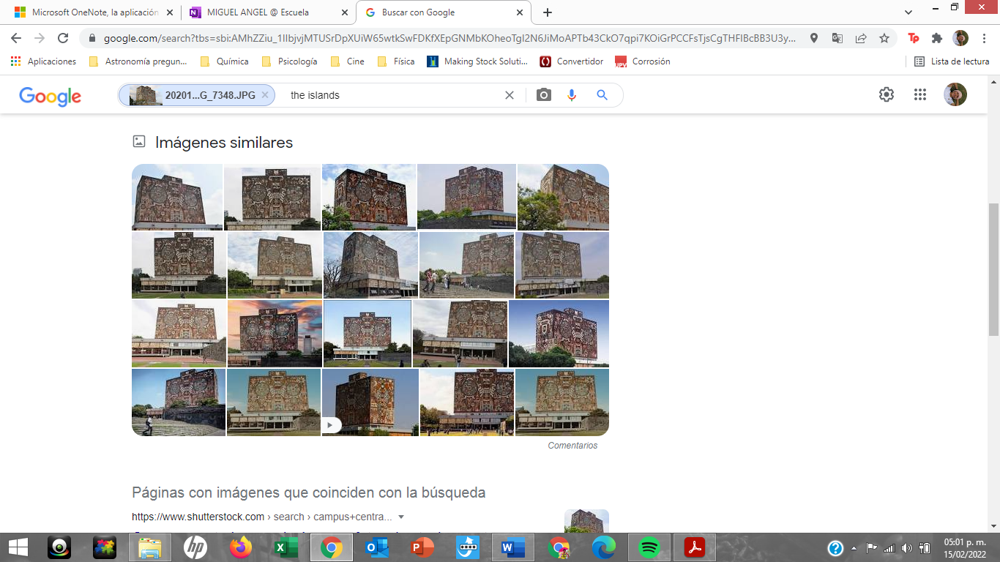 Microsoft OneNote, la aplicación
MIGUEL ANGEL @ Escuela
Buscar con Google
google.com/search?tbs=sbi:AMhZZiu_1IIbjvjMTUSrDpXUiW65wtkSwFDKfXEpGNMbKOheoTgI2N6JiMoAPTb43CkO7qpi7KOiGrPCCFsTjsCgTHFIBcBB3U3y...
Aplicaciones
Astronomía pregun...
Química
Psicología
Cine
Física
Making Stock Soluti...
Convertidor
Corrosión
Lista de lectura
Google
20201...G_7348.JPG
the islands
Imágenes similares
Comentarios
Páginas con imágenes que coinciden con la búsqueda
https://www.shutterstock.com › search › campus+centra...
05:01 p. m.
15/02/2022